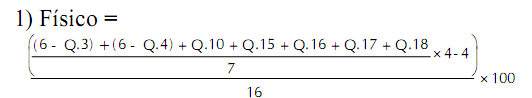 1) Físico =
(6 - Q.3) +(6 - Q.4) + Q.10 + Q.15 + Q.16 + Q.17 + Q.18
7
× 4-4
16
× 100